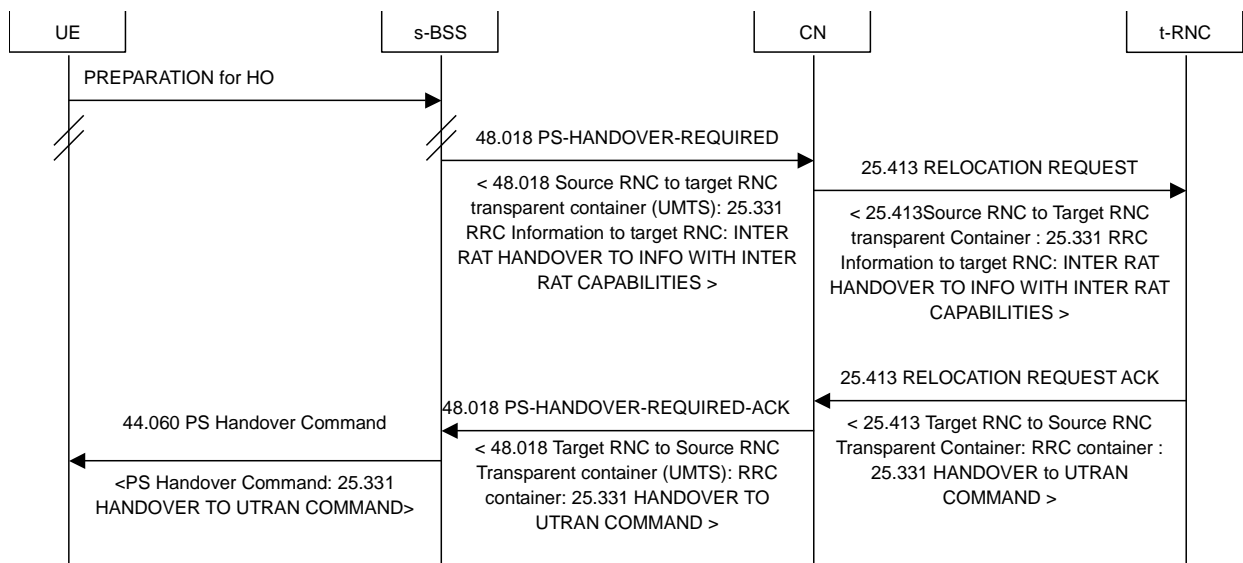 UE
s-BSS
CN
t-RNC
PREPARATION for HO
48.018 PS-HANDOVER-REQUIRED
< 48.018 Source RNC to target RNC
transparent container (UMTS): 25.331
RRC Information to target RNC: INTER
RAT HANDOVER TO INFO WITH INTER
RAT CAPABILITIES >
25.413 RELOCATION REQUEST
< 25.413Source RNC to Target RNC
transparent Container : 25.331 RRC
Information to target RNC: INTER RAT
HANDOVER TO INFO WITH INTER RAT
CAPABILITIES >
25.413 RELOCATION REQUEST ACK
< 25.413 Target RNC to Source RNC
Transparent Container: RRC container :
25.331 HANDOVER to UTRAN
COMMAND >
48.018 PS-HANDOVER-REQUIRED-ACK
< 48.018 Target RNC to Source RNC
Transparent container (UMTS): RRC
container: 25.331 HANDOVER TO
UTRAN COMMAND >
44.060 PS Handover Command
<PS Handover Command: 25.331
HANDOVER TO UTRAN COMMAND>